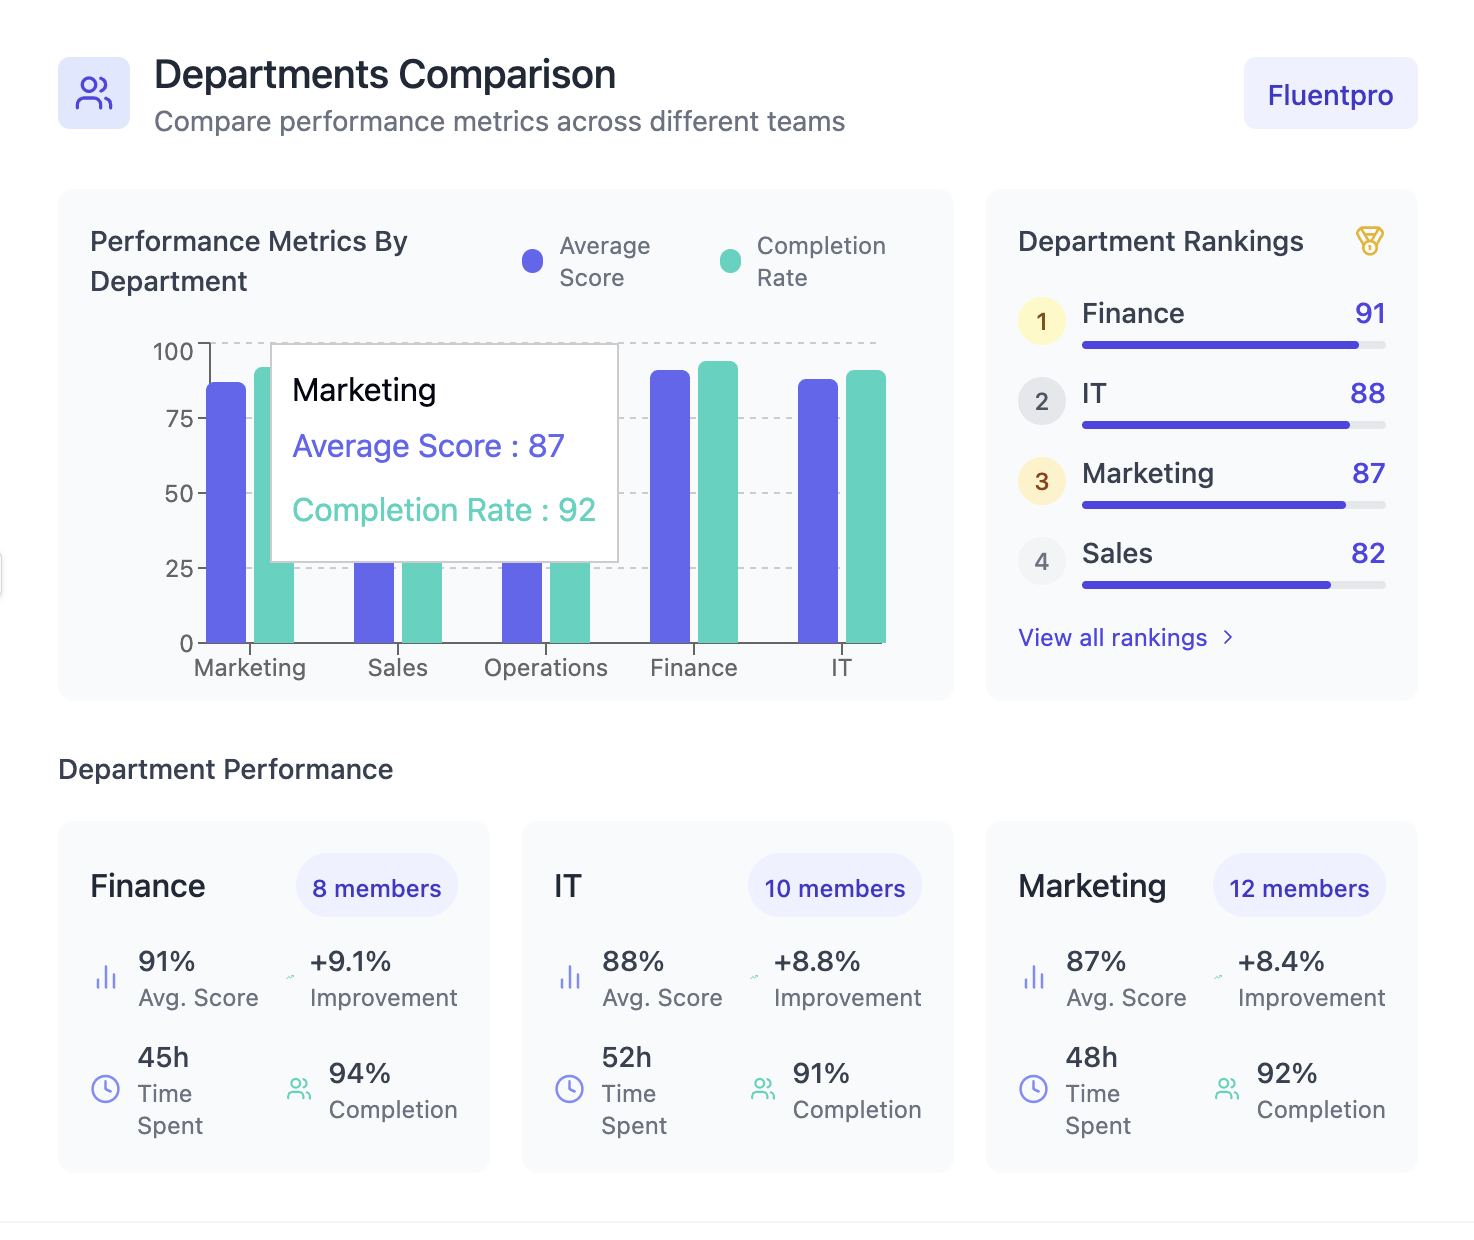 Departments Comparison
Compare performance metrics across different teams
Fluentpro
Performance Metrics By
Department
Average
Score
Completion
Rate
100
75
50
25
0
Marketing
Average Score : 87
Completion Rate : 92
Marketing
Sales
Operations
Finance
IT
Department Rankings
1
Finance
91
2
IT
88
3
Marketing
87
4
Sales
82
View all rankings
Department Performance
Finance
8 members
91%
Avg. Score
+9.1%
Improvement
45h
Time
Spent
94%
Completion
IT
10 members
88%
Avg. Score
+8.8%
Improvement
52h
Time
Spent
91%
Completion
Marketing
12 members
87%
Avg. Score
+8.4%
Improvement
48h
Time
Spent
92%
Completion